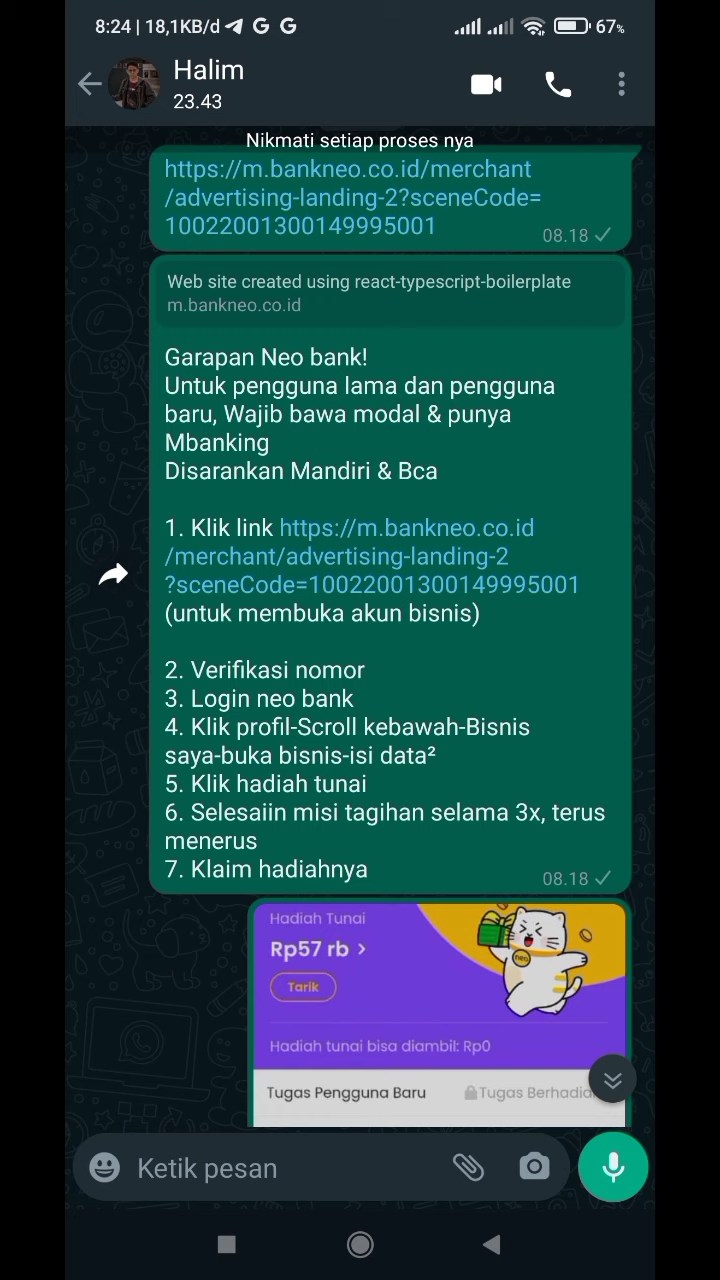 8:24 | 18,1KB/d
67%
Halim
23.43
Nikmati setiap proses nya
https://m.bankneo.co.id/merchant
/advertising-landing-2?sceneCode=
10022001300149995001
08.18
Web site created using react-typescript-boilerplate
m.bankneo.co.id
Garapan Neo bank!
Untuk pengguna lama dan pengguna
baru, Wajib bawa modal & punya
Mbanking
Disarankan Mandiri & Bca
1. Klik link https://m.bankneo.co.id
/merchant/advertising-landing-2
?sceneCode=10022001300149995001
(untuk membuka akun bisnis)
2. Verifikasi nomor
3. Login neo bank
4. Klik profil-Scroll kebawah-Bisnis
saya-buka bisnis-isi data²
5. Klik hadiah tunai
6. Selesaiin misi tagihan selama 3x, terus
menerus
7. Klaim hadiahnya
08.18
Hadiah Tunai
Rp57 rb >
Tarik
neo
Hadiah tunai bisa diambil: Rp0
Tugas Pengguna Baru
Tugas Berhadia
Ketik pesan